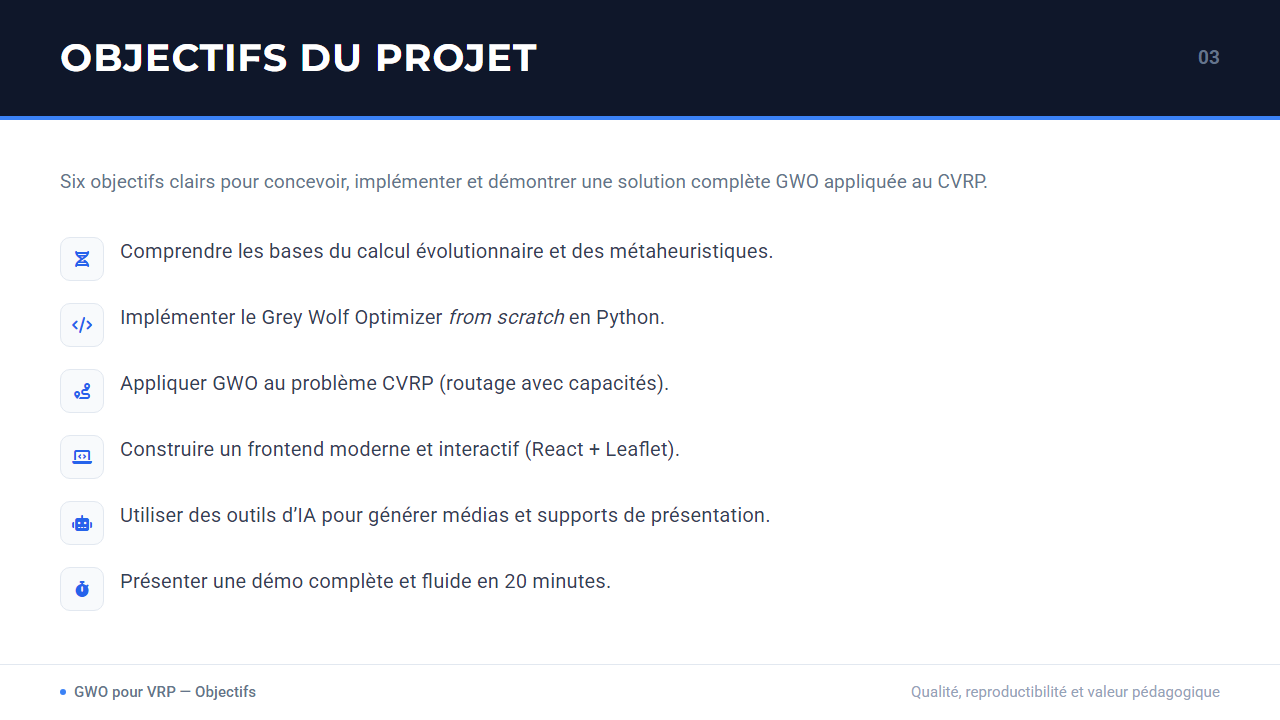 OBJECTIFS DU PROJET
03
Six objectifs clairs pour concevoir, implémenter et démontrer une solution complète GWO appliquée au CVRP.
Comprendre les bases du calcul évolutionnaire et des métaheuristiques.
Implémenter le Grey Wolf Optimizer from scratch en Python.
Appliquer GWO au problème CVRP (routage avec capacités).
Construire un frontend moderne et interactif (React + Leaflet).
Utiliser des outils d’IA pour générer médias et supports de présentation.
Présenter une démo complète et fluide en 20 minutes.
GWO pour VRP — Objectifs
Qualité, reproductibilité et valeur pédagogique